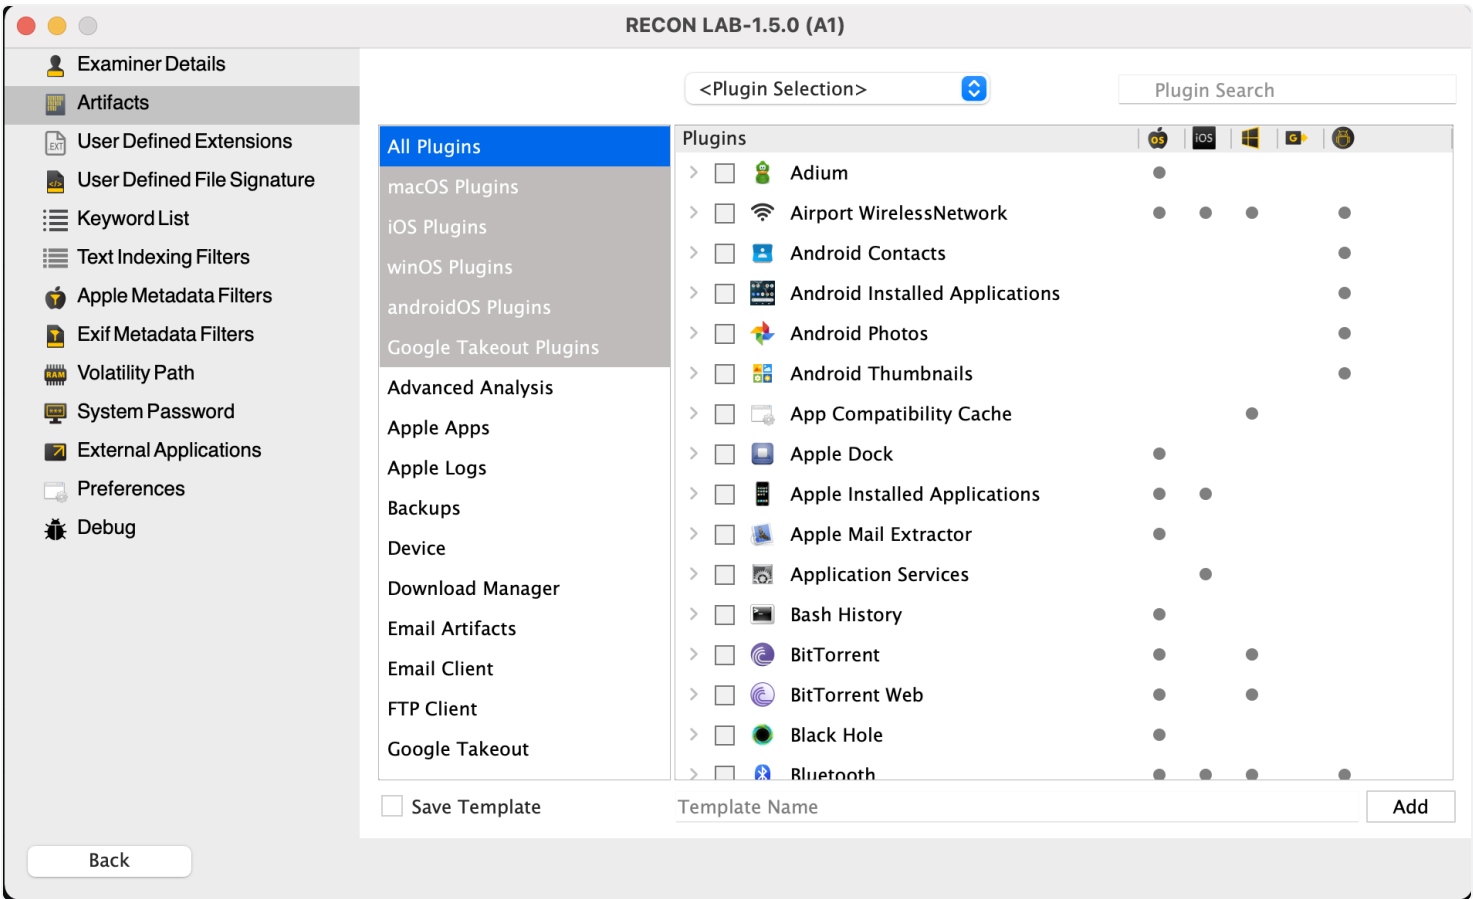 RECON LAB-1.5.0 (A1)
Examiner Details
Artifacts
User Defined Extensions
User Defined File Signature
Keyword List
Text Indexing Filters
Apple Metadata Filters
Exif Metadata Filters
RAM
Volatility Path
System Password
External Applications
Preferences
Debug
Back
<Plugin Selection>
Plugin Search
All Plugins
macOS Plugins
iOS Plugins
winOS Plugins
androidOS Plugins
Google Takeout Plugins
Advanced Analysis
Apple Apps
Apple Logs
Backups
Device
Download Manager
Email Artifacts
Email Client
FTP Client
Google Takeout
Plugins
OS
iOS
G
Adium
Airport WirelessNetwork
Android Contacts
Android Installed Applications
Android Photos
Android Thumbnails
App Compatibility Cache
Apple Dock
Apple Installed Applications
Apple Mail Extractor
Application Services
Bash History
BitTorrent
BitTorrent Web
Black Hole
Bluetooth
Save Template
Template Name
Add